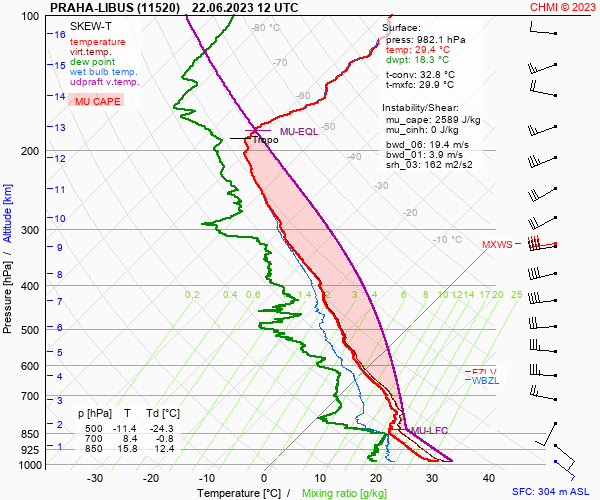 PRAHA-LIBUS (11520)    22.06.2023 12 UTC
CHMI © 2023
SKEW-T
temperature
virt.temp.
dew point
wet bulb temp.
udpraft v.temp.
MU CAPE
Surface:
press: 982.1 hPa
temp: 29.4 °C
dwpt: 18.3 °C
t-conv: 32.8 °C
t-mxfc: 29.9 °C
Instability/Shear:
mu_cape: 2589 J/kg
mu_cinh: 0 J/kg
bwd_06: 19.4 m/s
bwd_01: 3.9 m/s
srh_03: 162 m2/s2
100
200
300
400
500
600
700
850
925
1000
16
15
14
13
12
11
10
9
8
7
6
5
4
3
2
1
Pressure [hPa]  /  Altitude [km]
-80 °C
-70
-60
-50
-40
-30
-20
-10 °C
MU-EQL
Tropo
MXWS
0.2 0.4 0.6 1 1.4 2 3 4 6 8 10 12 14 17 20 25
FZLV
WBZL
MU-LFC
p [hPa] T Td [°C]
500 -11.4 -24.3
700 8.4 -0.8
850 15.8 12.4
-30 -20 -10 0 10 20 30 40
Temperature [°C]  /  Mixing ratio [g/kg]
SFC: 304 m ASL